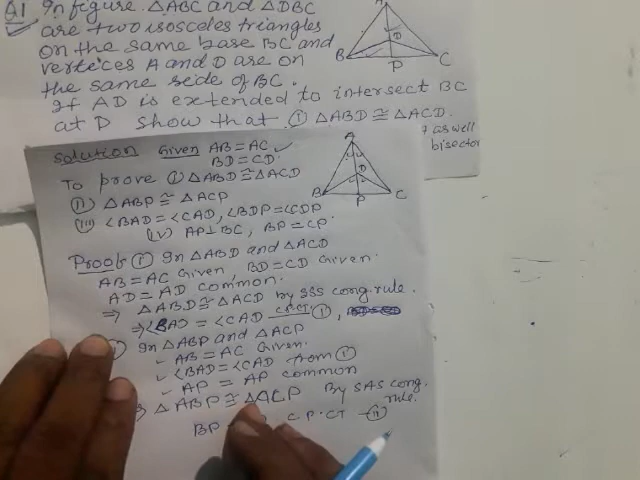 Q1 In figure. △ABC and △DBC
are two isosceles triangles
on the same base BC and
vertices A and D are on
the same side of BC.
If AD is extended to intersect BC
at P show that ① △ABD ≅ △ACD.
as well
bisector
A
D
B
P
C
Solution Given AB = AC
BD = CD.
To prove ① △ABD ≅ △ACD
(ii) △ABP ≅ △ACP
(iii) <BAD = <CAD, <BDP = <CDP
(iv) AP⊥BC, BP = CP.
A
D
B
P
C
Proof ① In △ABD and △ACD
AB = AC Given, BD = CD Given.
AD = AD common.
⇒ △ABD ≅ △ACD by SSS cong. rule.
⇒ <BAD = <CAD CPCT ①,
In △ABP and △ACP
AB = AC Given.
<BAD = <CAD from ①
AP = AP common
△ABP ≅ △ACP By SAS cong.
rule.
BP CP.CT - (ii)